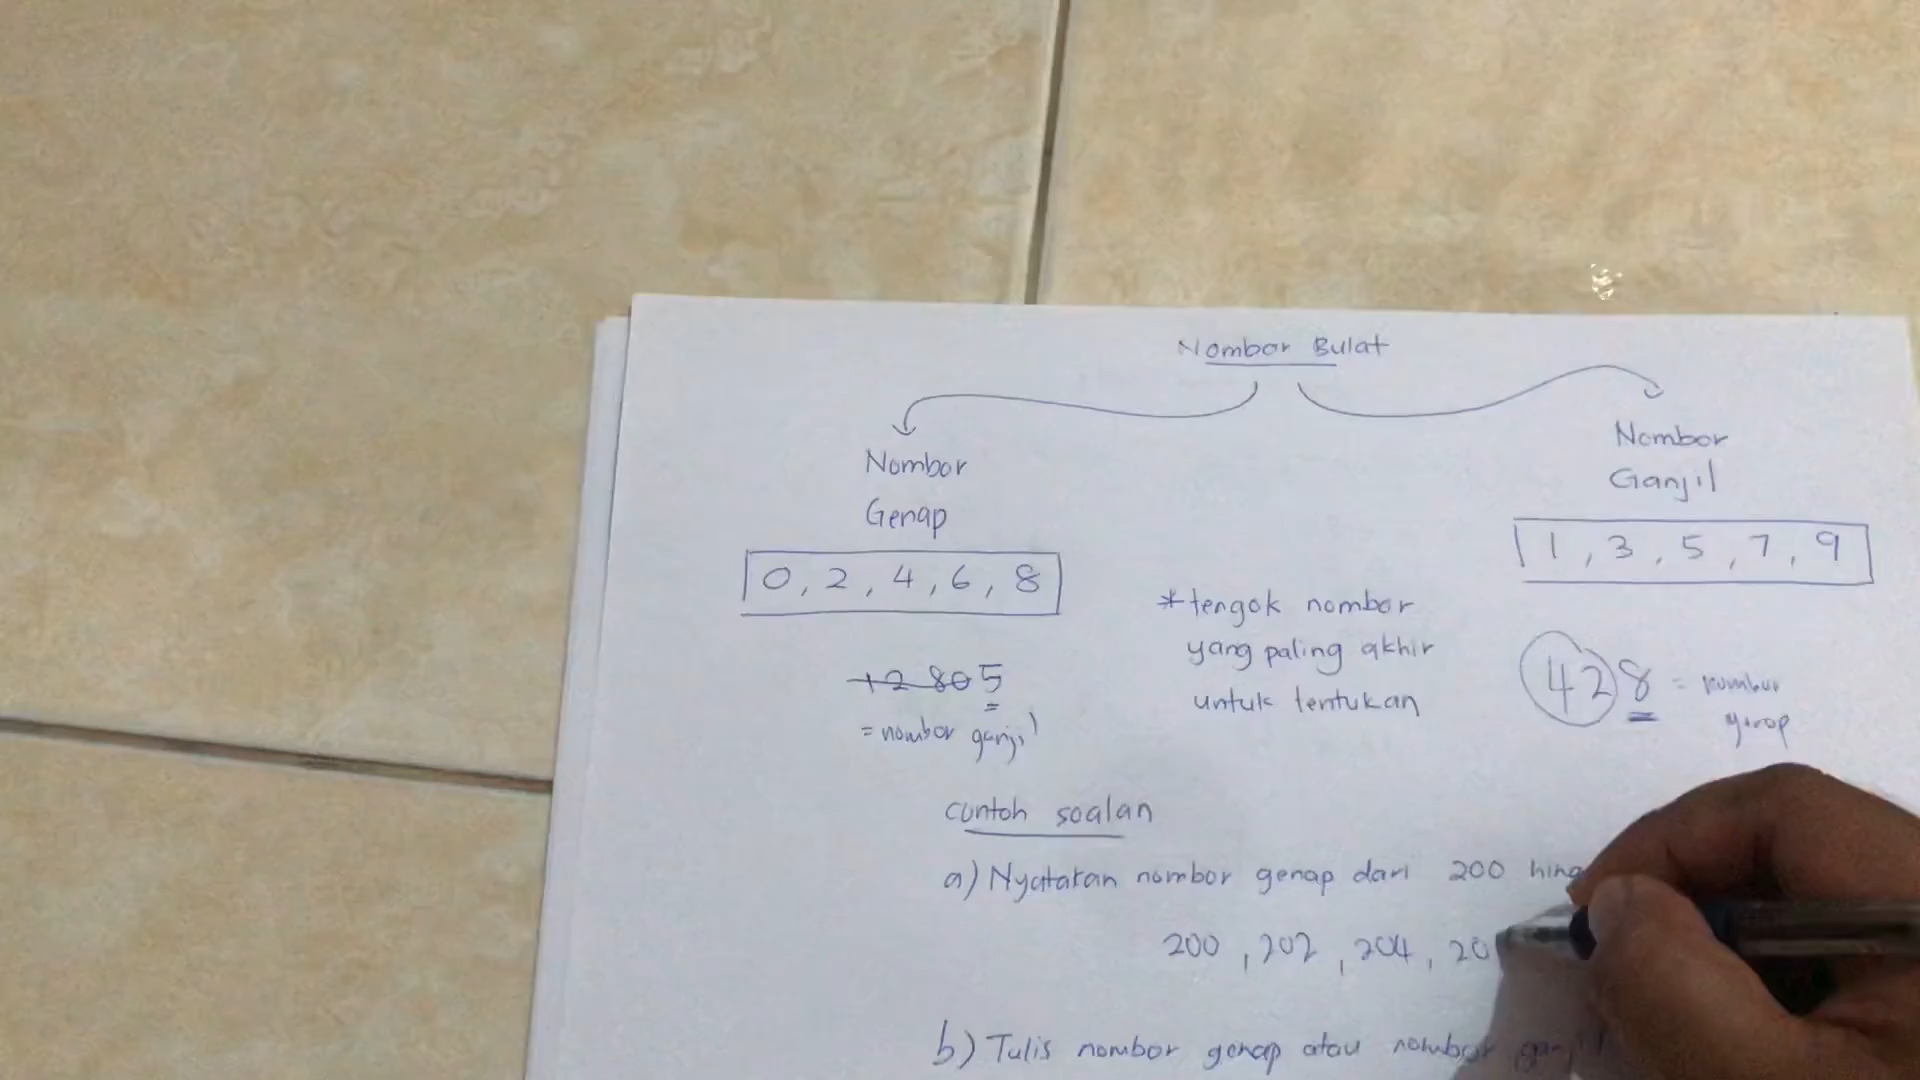 Nombor Bulat
Nombor
Genap
0, 2, 4, 6, 8
Nombor
Ganjil
1, 3, 5, 7, 9
*tengok nombor
yang paling akhir
untuk tentukan
12 805
= nombor ganjil
428 = nombor
genap
contoh soalan
a) Nyatakan nombor genap dari 200
200, 202, 204, 20
b) Tulis nombor genap atau nombor